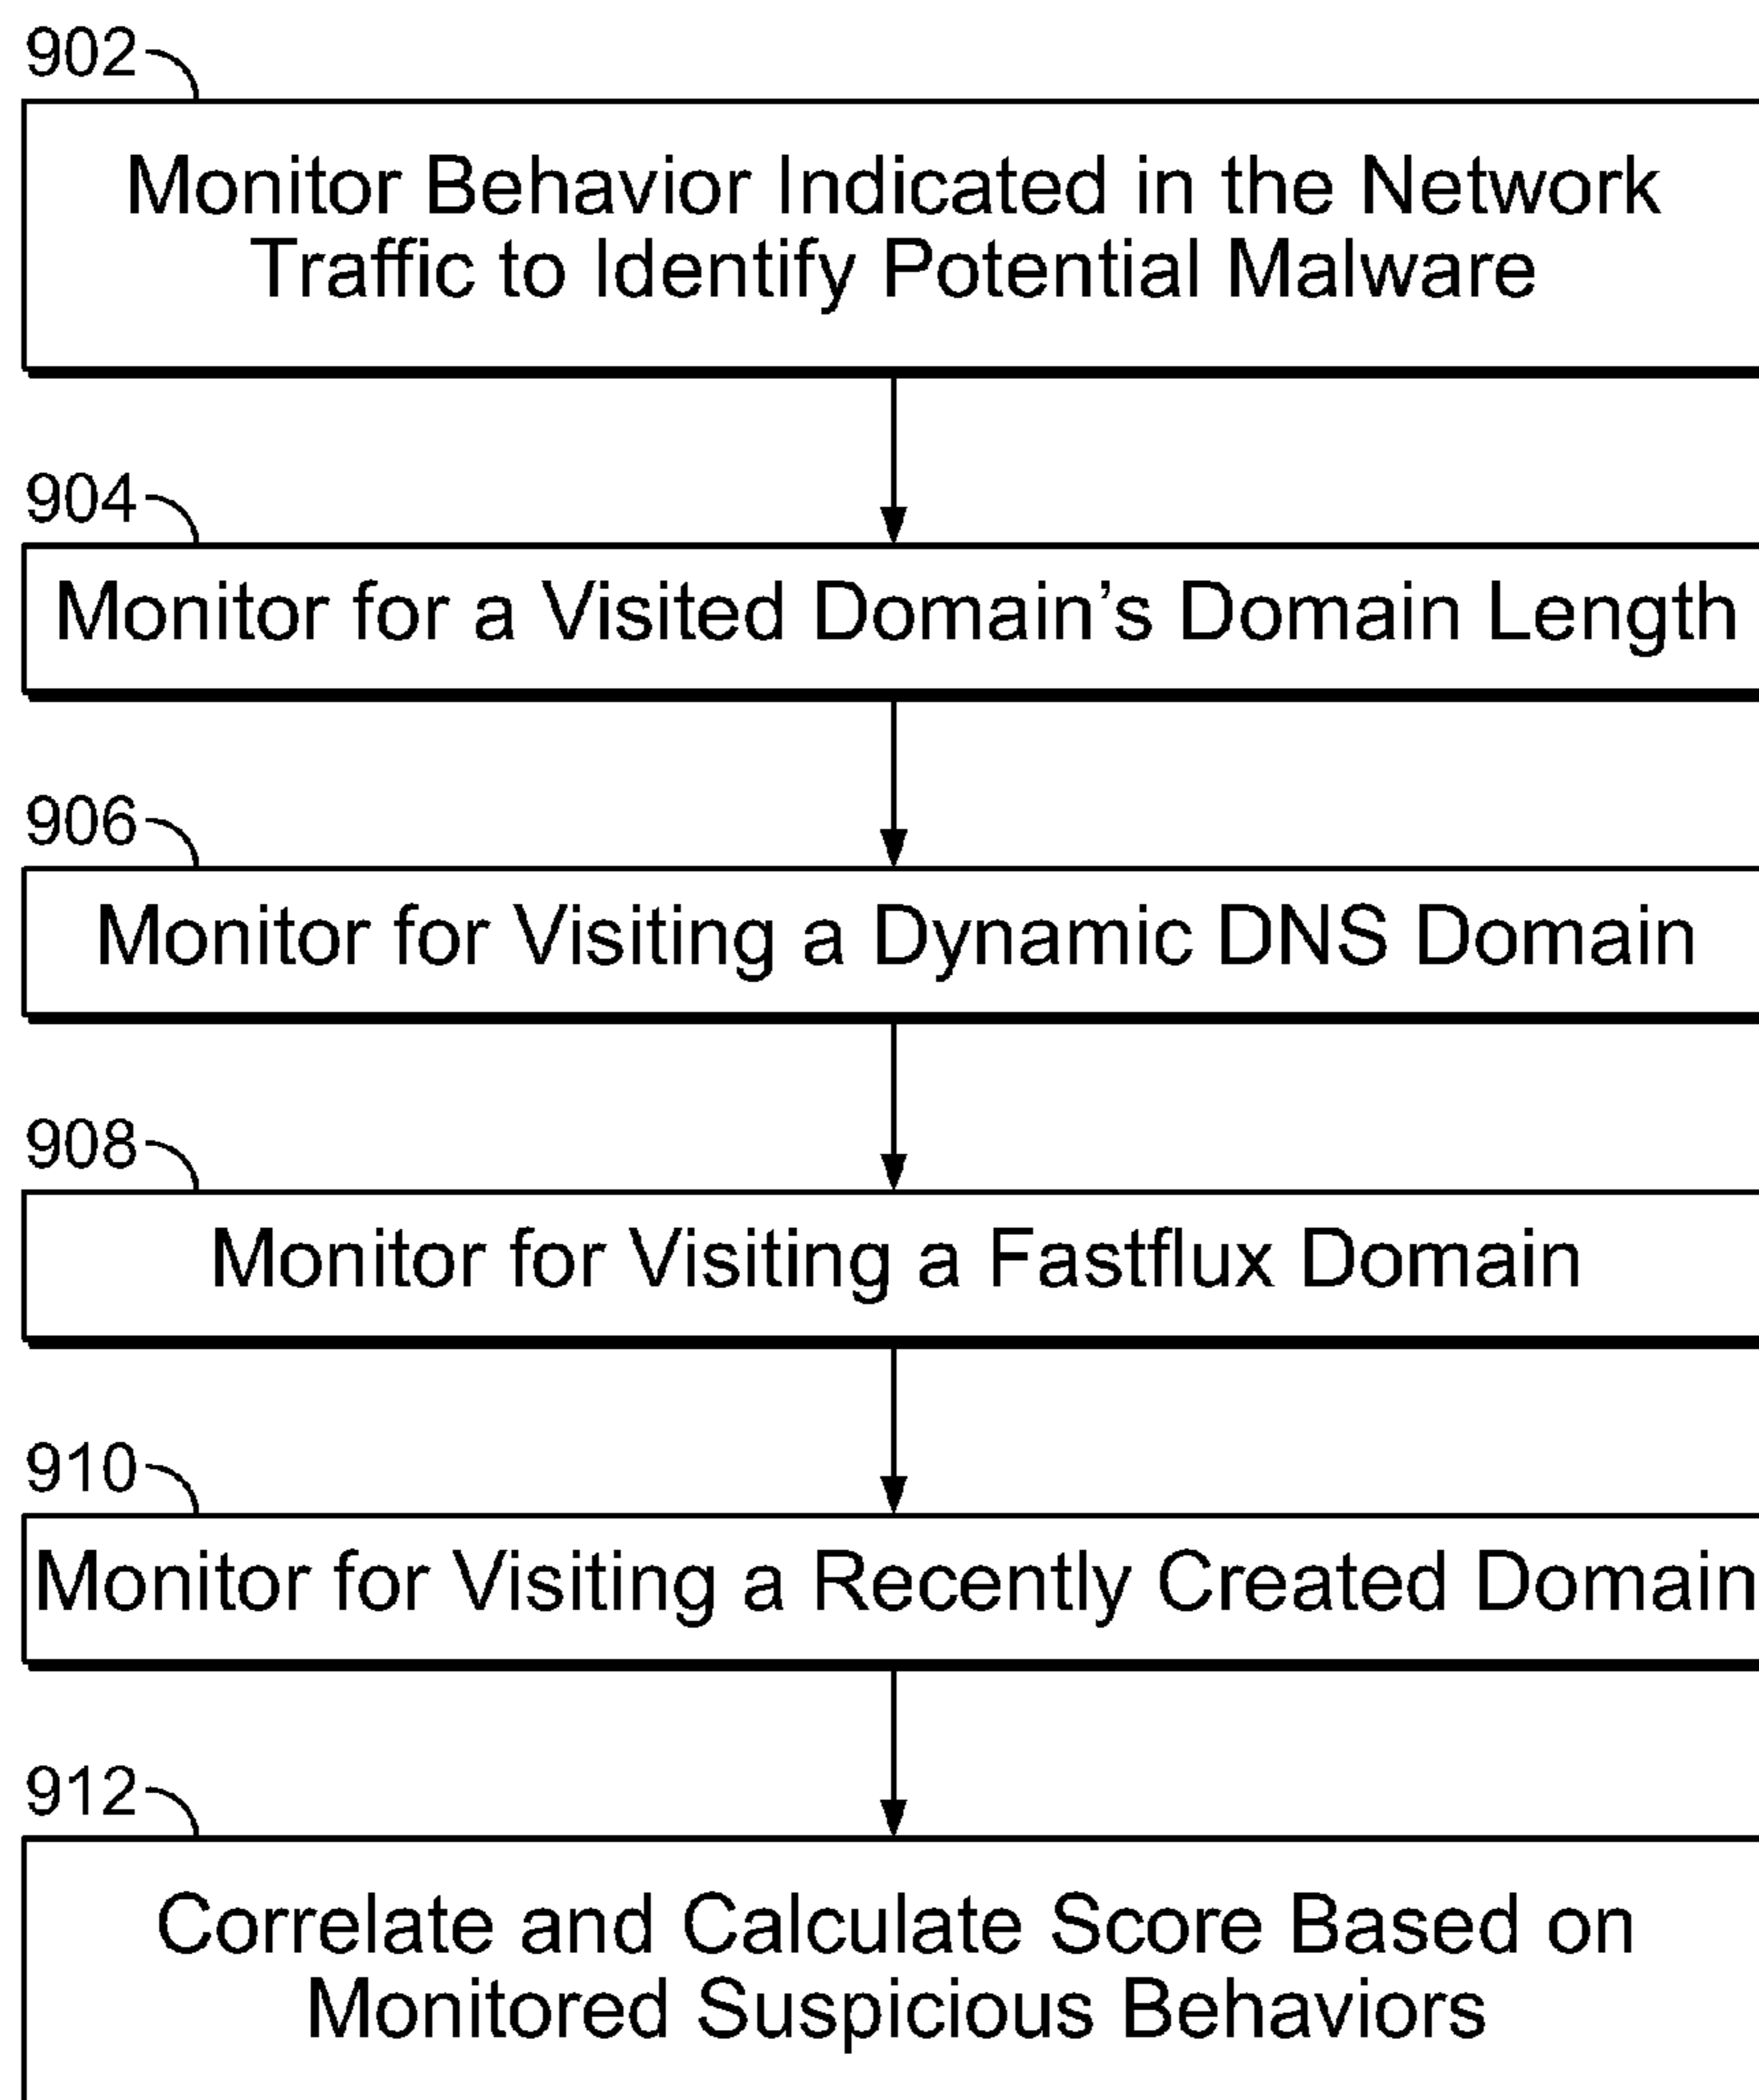 902
Monitor Behavior Indicated in the Network
Traffic to Identify Potential Malware
904
Monitor for a Visited Domain’s Domain Length
906
Monitor for Visiting a Dynamic DNS Domain
908
Monitor for Visiting a Fastflux Domain
910
Monitor for Visiting a Recently Created Domain
912
Correlate and Calculate Score Based on
Monitored Suspicious Behaviors